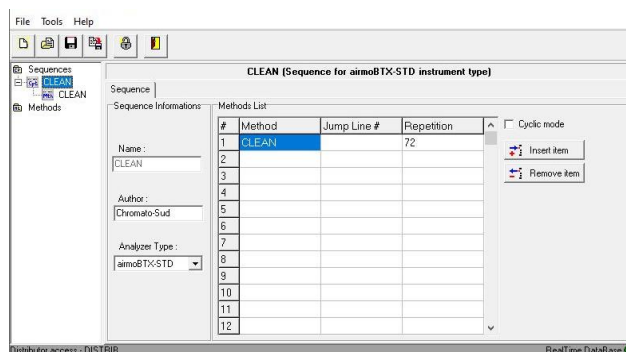 File Tools Help
CLEAN (Sequence for airmoBTX-STD instrument type)
Sequences
CLEAN
CLEAN
Methods
Sequence
Sequence Informations
Name :
CLEAN
Author :
Chromato-Sud
Analyzer Type :
airmoBTX-STD
Methods List
# Method Jump Line # Repetition
1 CLEAN 72
2
3
4
5
6
7
8
9
10
11
12
Cyclic mode
Insert item
Remove item
Distributor access - DISTRIB RealTime DataBase